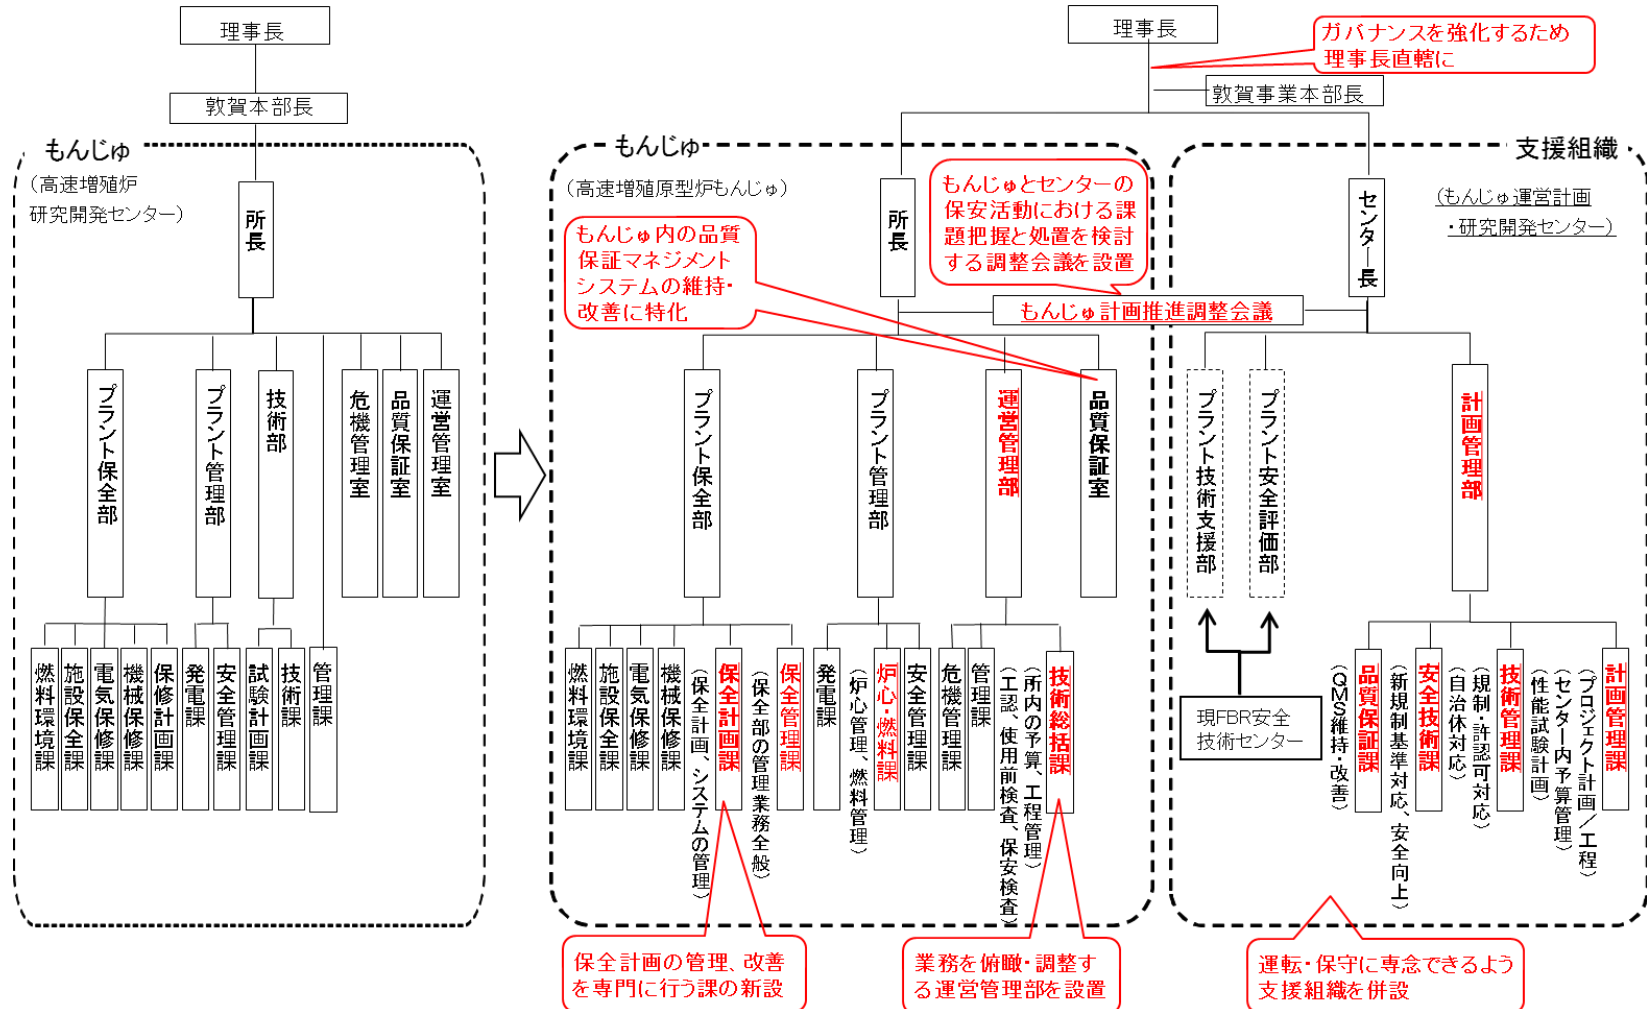 理事長
敦賀本部長
もんじゅ
(高速増殖炉
研究開発センター)
所長
プラント保全部
プラント管理部
技術部
危機管理室
品質保証室
運営管理室
燃料環境課
施設保全課
電気保修課
機械保修課
保修計画課
発電課
安全管理課
試験計画課
技術課
管理課
理事長
ガバナンスを強化するため
理事長直轄に
敦賀事業本部長
もんじゅ
(高速増殖原型炉もんじゅ)
所長
もんじゅとセンターの
保安活動における課
題把握と処置を検討
する調整会議を設置
もんじゅ内の品質
保証マネジメント
システムの維持・
改善に特化
もんじゅ計画推進調整会議
プラント保全部
プラント管理部
運営管理部
品質保証室
燃料環境課
施設保全課
電気保修課
機械保修課
保全計画課
(保全計画、システムの管理)
保全管理課
(保全部の管理業務全般)
発電課
炉心・燃料課
(炉心管理、燃料管理)
安全管理課
危機管理課
管理課
技術総括課
(所内の予算、工程管理)
(工認、使用前検査、保安検査)
保全計画の管理、改善
を専門に行う課の新設
業務を俯瞰・調整す
る運営管理部を設置
支援組織
(もんじゅ運営計画
・研究開発センター)
センター長
プラント技術支援部
プラント安全評価部
計画管理部
現FBR安全
技術センター
品質保証課
(QMS維持・改善)
安全技術課
(新規制基準対応、安全向上)
技術管理課
(規制・許認可対応)
(自治体対応)
計画管理課
(プロジェクト計画/工程)
(センター内予算管理)
(性能試験計画)
運転・保守に専念できるよう
支援組織を併設